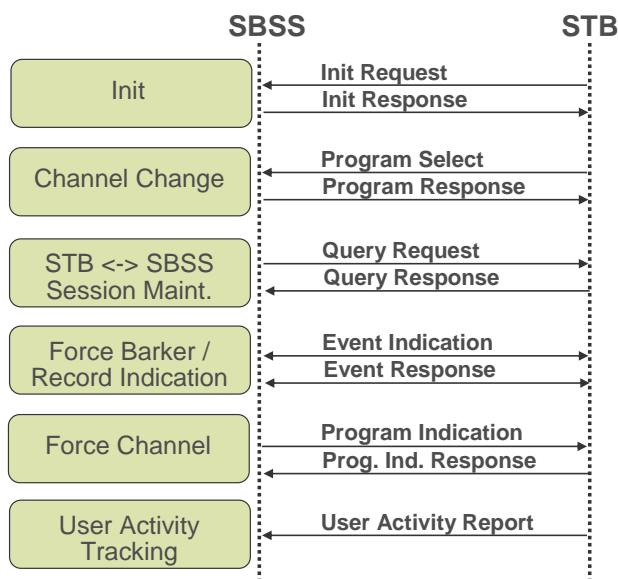 SBSS
STB
Init
Init Request
Init Response
Channel Change
Program Select
Program Response
STB <-> SBSS
Session Maint.
Query Request
Query Response
Force Barker /
Record Indication
Event Indication
Event Response
Force Channel
Program Indication
Prog. Ind. Response
User Activity
Tracking
User Activity Report